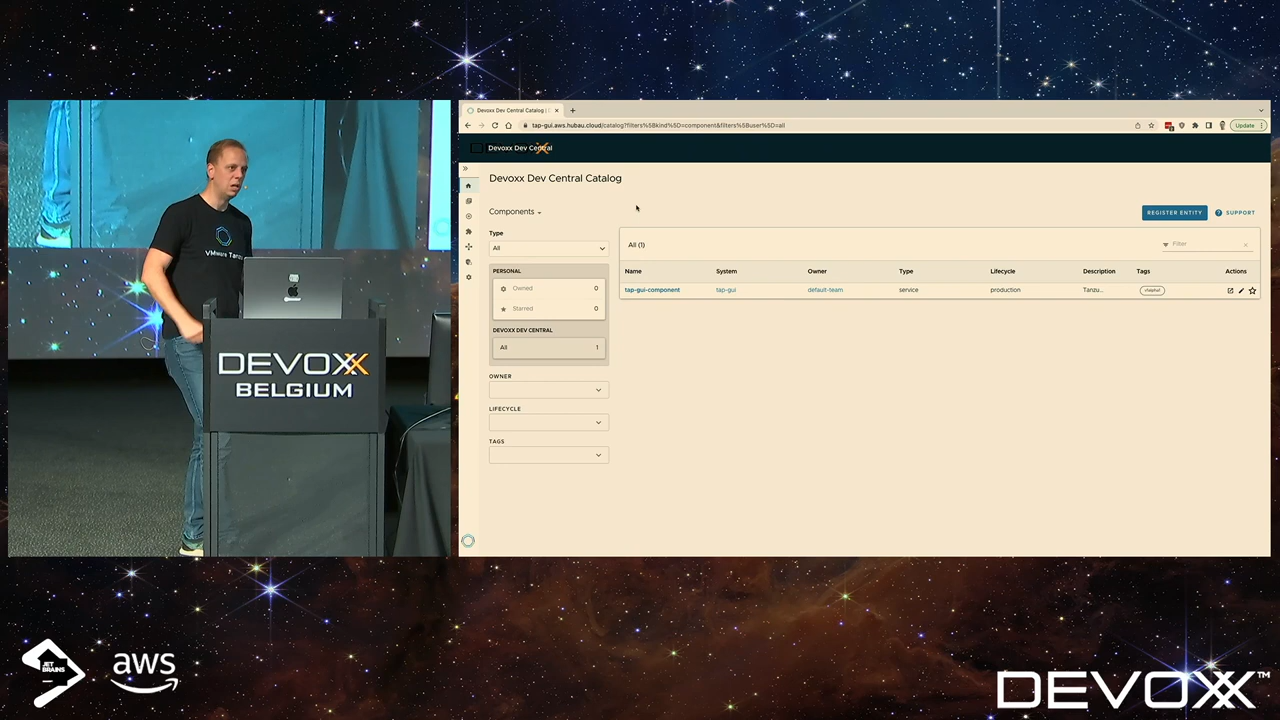 VMware Tanzu
DEVOXX
BELGIUM
Devoxx Dev Central Catalog |
tap-gui.aws.hubau.cloud/catalog?filters%5Bkind%5D=component&filters%5Buser%5D=all
Update
Devoxx Dev Central
Devoxx Dev Central Catalog
Components
REGISTER ENTITY
SUPPORT
Type
All
PERSONAL
Owned 0
Starred 0
DEVOXX DEV CENTRAL
All 1
OWNER
LIFECYCLE
TAGS
All (1)
Filter
Name System Owner Type Lifecycle Description Tags Actions
tap-gui-component tap-gui default-team service production Tanzu...
JET
BRAINS
aws
DEVOXX™